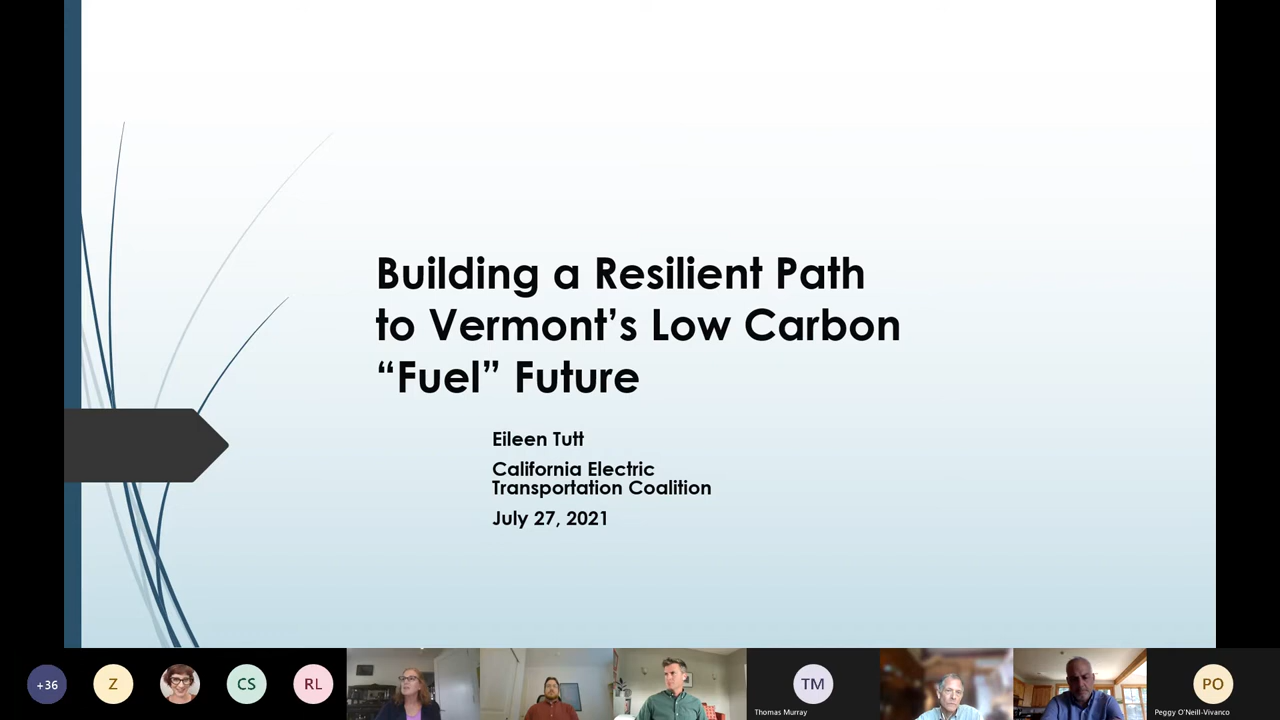 Building a Resilient Path
to Vermont’s Low Carbon
“Fuel” Future
Eileen Tutt
California Electric
Transportation Coalition
July 27, 2021
+36
Z
CS
RL
TM
Thomas Murray
PO
Peggy O'Neill-Vivanco